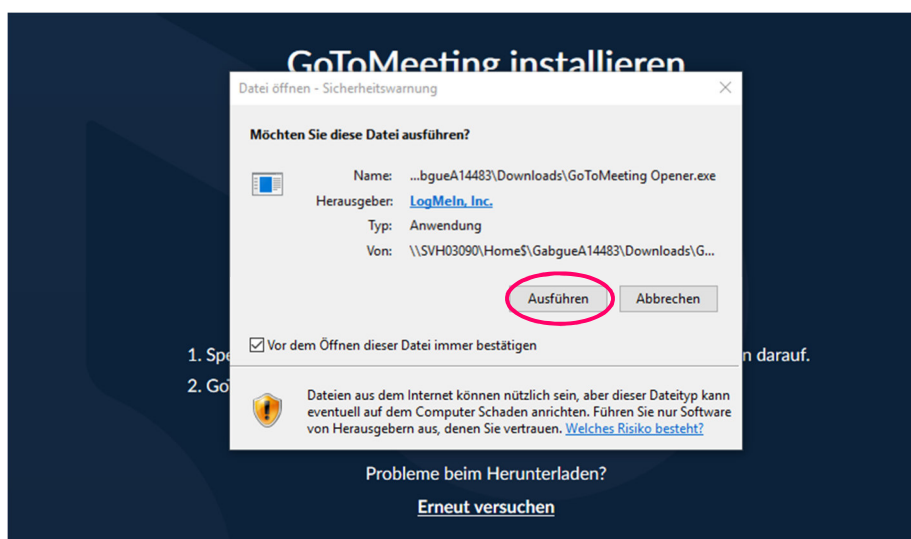 GoToMeeting installieren
Datei öffnen - Sicherheitswarnung
Möchten Sie diese Datei ausführen?
Name: ...bgueA14483\Downloads\GoToMeeting Opener.exe
Herausgeber: LogMeIn, Inc.
Typ: Anwendung
Von: \\SVH03090\Home$\GabgueA14483\Downloads\G...
Ausführen Abbrechen
Vor dem Öffnen dieser Datei immer bestätigen
1. Spe n darauf.
2. Go
Dateien aus dem Internet können nützlich sein, aber dieser Dateityp kann
eventuell auf dem Computer Schaden anrichten. Führen Sie nur Software
von Herausgebern aus, denen Sie vertrauen. Welches Risiko besteht?
Probleme beim Herunterladen?
Erneut versuchen